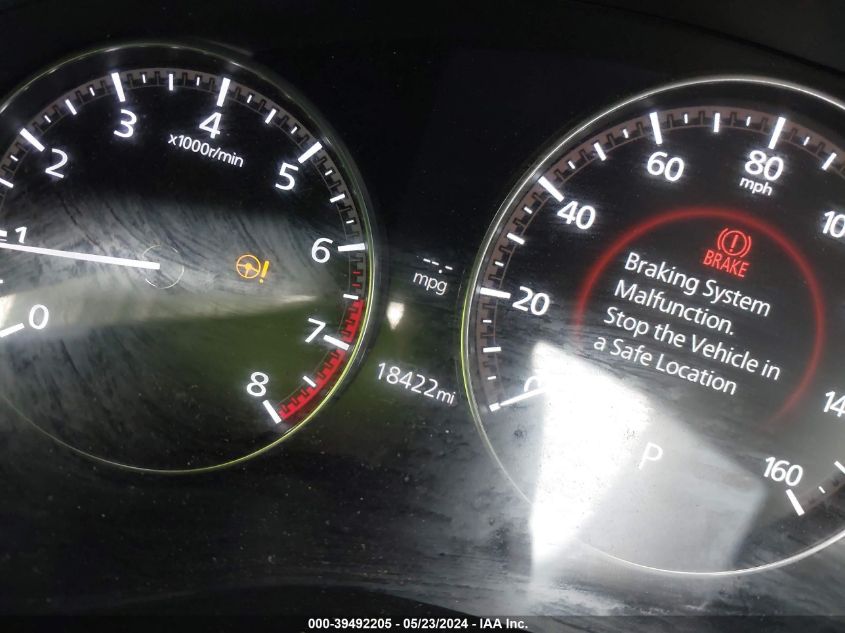 0
1
2
3
4
5
6
7
8
x1000r/min
--.-
mpg
18422mi
0
20
40
60
80
mph
160
BRAKE
Braking System
Malfunction.
Stop the Vehicle in
a Safe Location
P
000-39492205 - 05/23/2024 - IAA Inc.